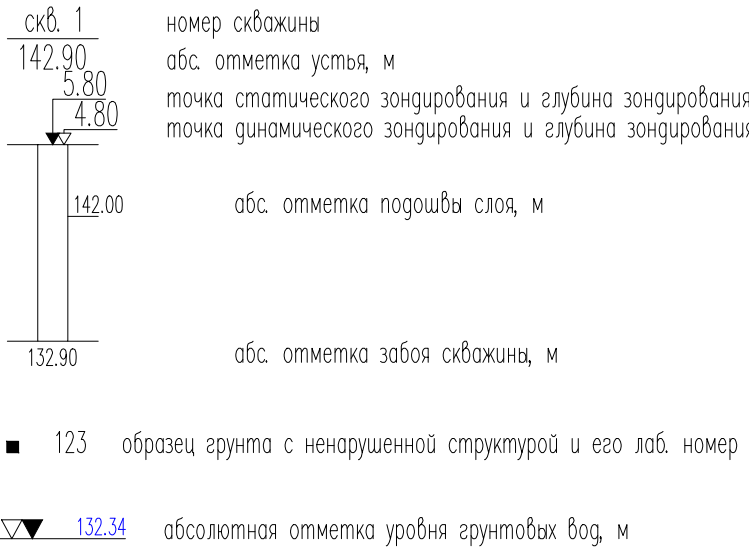 скв. 1 номер скважины
142.90 абс. отметка устья, м
5.80 точка статического зондирования и глубина зондирования
4.80 точка динамического зондирования и глубина зондирования
142.00 абс. отметка подошвы слоя, м
132.90 абс. отметка забоя скважины, м
123 образец грунта с ненарушенной структурой и его лаб. номер
132.34 абсолютная отметка уровня грунтовых вод, м